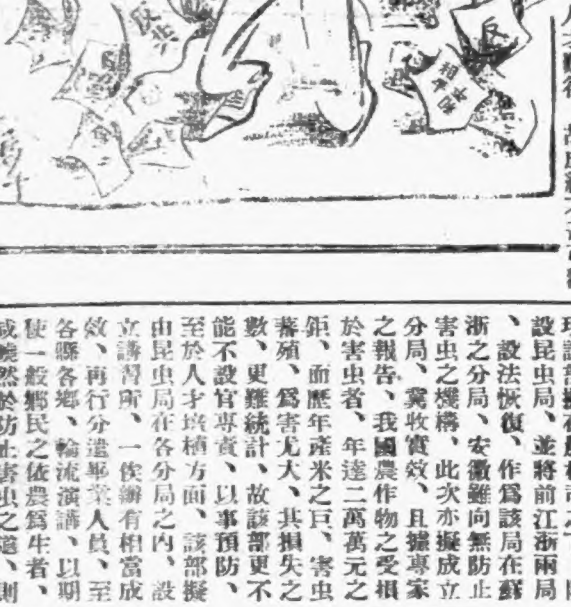 反共
反
設昆虫局、並將前江浙兩局
、設法恢復、作爲該局在蘇
浙之分局、安徽雖向無防止
害虫之機構、此次亦擬成立
分局、冀收實效、且據專家
之報告、我國農作物之受損
於害虫者、年達二萬萬元之
鉅、而歷年產米之巨、害虫
蕃殖、爲害尤大、其損失之
數、更難統計、故該部更不
能不設官專責、以事預防、
至於人才培植方面、該部擬
由昆虫局在各分局之內、設
立講習所、一俟辦有相當成
效、再行分遣畢業人員、至
各縣各鄉、輪流演講、以期
使一般鄉民之依農爲生者、
咸曉然於防止害虫之道、則